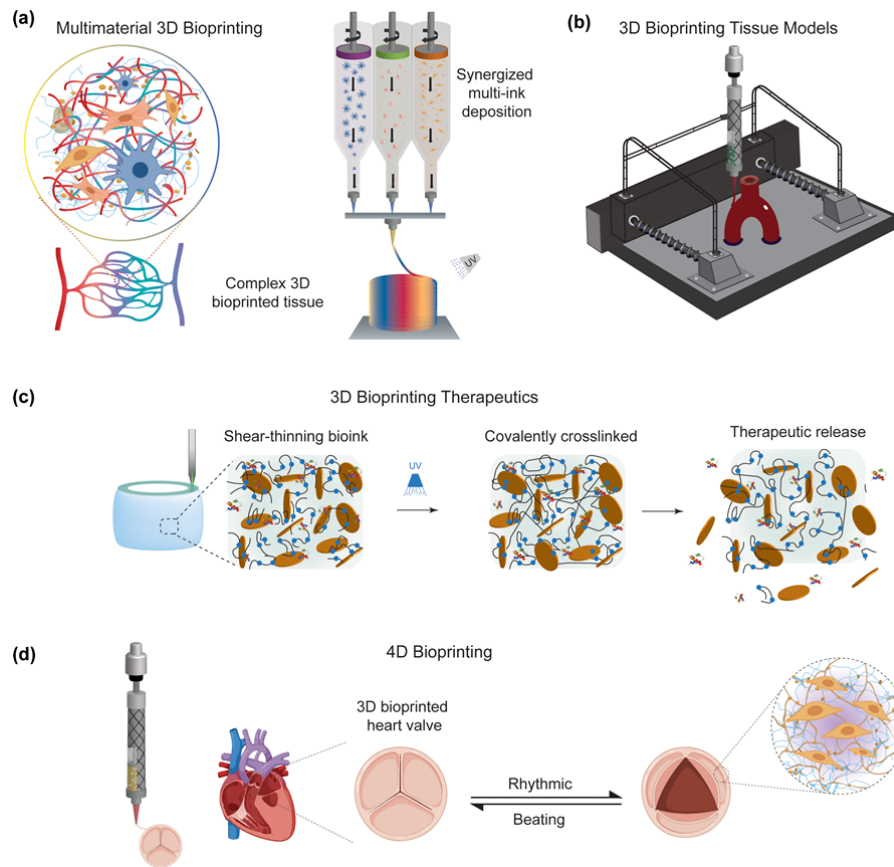 (a)
Multimaterial 3D Bioprinting
Synergized
multi-ink
deposition
UV
Complex 3D
bioprinted tissue
(b)
3D Bioprinting Tissue Models
(c)
3D Bioprinting Therapeutics
Shear-thinning bioink
UV
Covalently crosslinked
Therapeutic release
(d)
4D Bioprinting
3D bioprinted
heart valve
Rhythmic
Beating